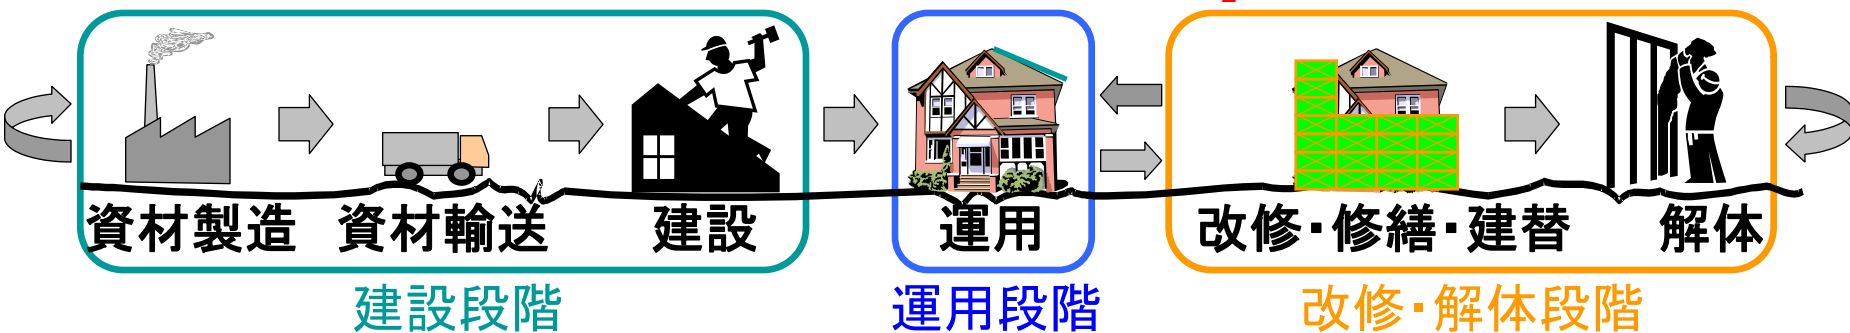 資材製造
資材輸送
建設
運用
改修・修繕・建替
解体
建設段階
運用段階
改修・解体段階